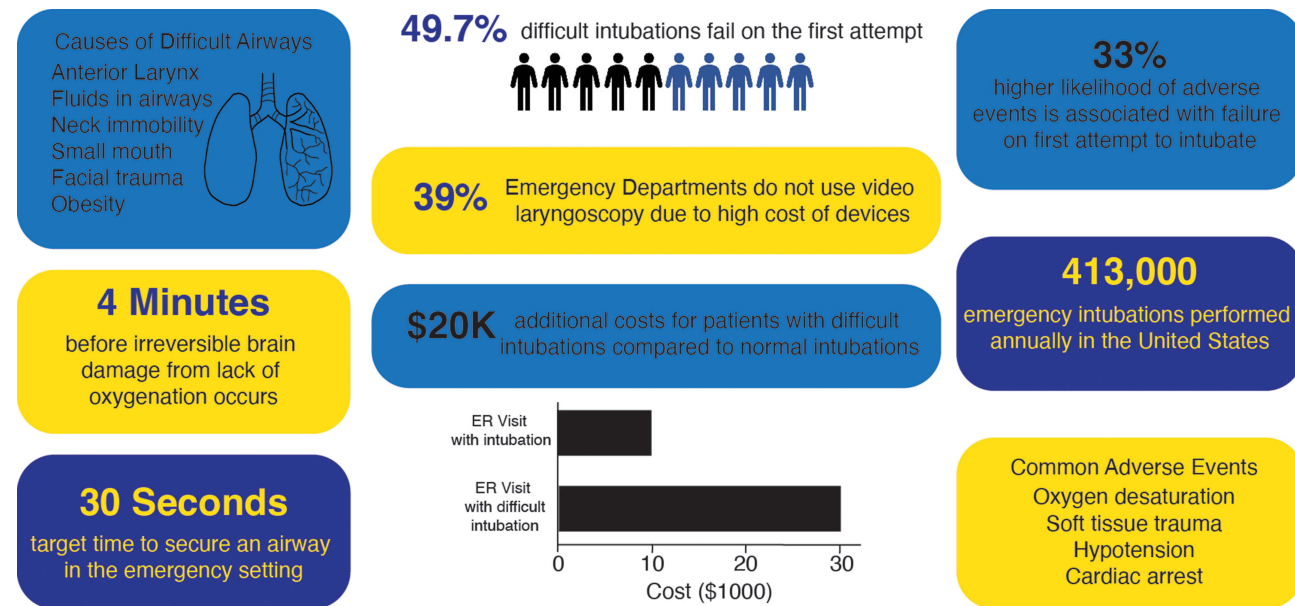 Causes of Difficult Airways
Anterior Larynx
Fluids in airways
Neck immobility
Small mouth
Facial trauma
Obesity
4 Minutes
before irreversible brain
damage from lack of
oxygenation occurs
30 Seconds
target time to secure an airway
in the emergency setting
49.7% difficult intubations fail on the first attempt
39% Emergency Departments do not use video
laryngoscopy due to high cost of devices
$20K additional costs for patients with difficult
intubations compared to normal intubations
ER Visit
with intubation
ER Visit
with difficult
intubation
0 10 20 30
Cost ($1000)
33%
higher likelihood of adverse
events is associated with failure
on first attempt to intubate
413,000
emergency intubations performed
annually in the United States
Common Adverse Events
Oxygen desaturation
Soft tissue trauma
Hypotension
Cardiac arrest